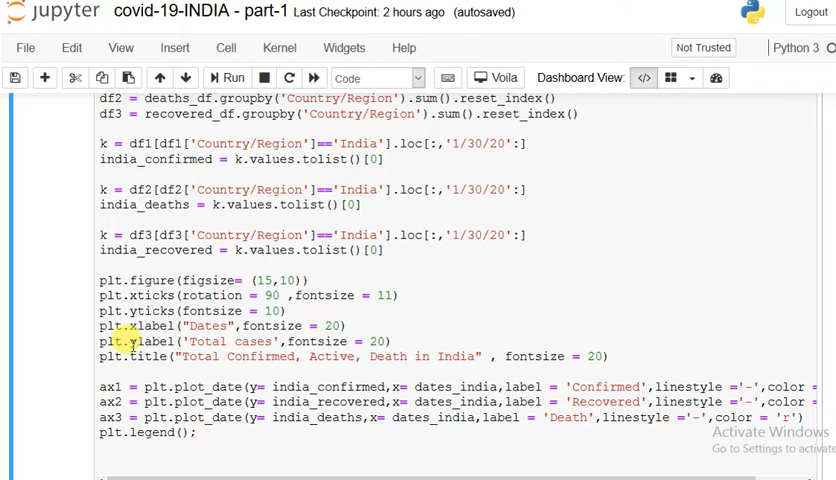 jupyter covid-19-INDIA - part-1 Last Checkpoint: 2 hours ago (autosaved) Logout
File Edit View Insert Cell Kernel Widgets Help Not Trusted Python 3
Run Code Voila Dashboard View:
df2 = deaths_df.groupby('Country/Region').sum().reset_index()
df3 = recovered_df.groupby('Country/Region').sum().reset_index()
k = df1[df1['Country/Region']=='India'].loc[:,'1/30/20':]
india_confirmed = k.values.tolist()[0]
k = df2[df2['Country/Region']=='India'].loc[:,'1/30/20':]
india_deaths = k.values.tolist()[0]
k = df3[df3['Country/Region']=='India'].loc[:,'1/30/20':]
india_recovered = k.values.tolist()[0]
plt.figure(figsize= (15,10))
plt.xticks(rotation = 90 ,fontsize = 11)
plt.yticks(fontsize = 10)
plt.xlabel("Dates",fontsize = 20)
plt.ylabel('Total cases',fontsize = 20)
plt.title("Total Confirmed, Active, Death in India" , fontsize = 20)
ax1 = plt.plot_date(y= india_confirmed,x= dates_india,label = 'Confirmed',linestyle ='-',color =
ax2 = plt.plot_date(y= india_recovered,x= dates_india,label = 'Recovered',linestyle ='-',color =
ax3 = plt.plot_date(y= india_deaths,x= dates_india,label = 'Death',linestyle ='-',color = 'r')
plt.legend();
Activate Windows
Go to Settings to activate